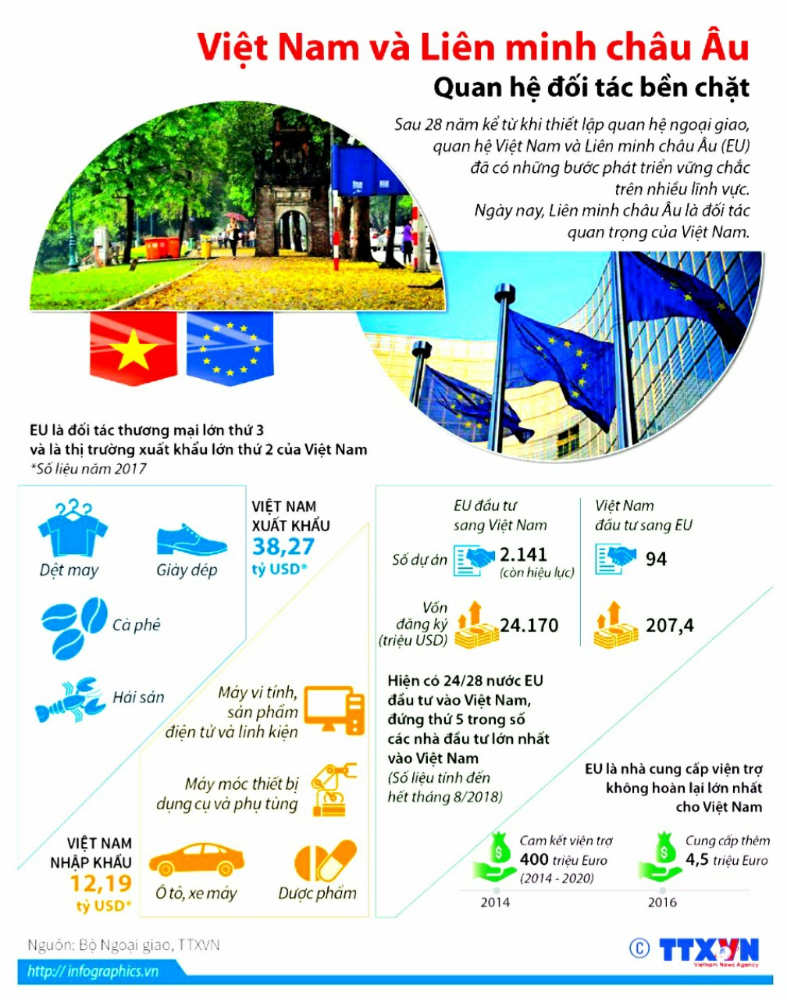 Việt Nam và Liên minh châu Âu
Quan hệ đối tác bền chặt
Sau 28 năm kể từ khi thiết lập quan hệ ngoại giao,
quan hệ Việt Nam và Liên minh châu Âu (EU)
đã có những bước phát triển vững chắc
trên nhiều lĩnh vực.
Ngày nay, Liên minh châu Âu là đối tác
quan trọng của Việt Nam.
EU là đối tác thương mại lớn thứ 3
và là thị trường xuất khẩu lớn thứ 2 của Việt Nam
*Số liệu năm 2017
VIỆT NAM
XUẤT KHẨU
38,27
tỷ USD*
Dệt may
Giày dép
Cà phê
Hải sản
Máy vi tính,
sản phẩm
điện tử và linh kiện
Máy móc thiết bị
dụng cụ và phụ tùng
Ô tô, xe máy
Dược phẩm
VIỆT NAM
NHẬP KHẨU
12,19
tỷ USD*
EU đầu tư
sang Việt Nam
Việt Nam
đầu tư sang EU
Số dự án
2.141
(còn hiệu lực)
94
Vốn
đăng ký
(triệu USD)
24.170
207,4
Hiện có 24/28 nước EU
đầu tư vào Việt Nam,
đứng thứ 5 trong số
các nhà đầu tư lớn nhất
vào Việt Nam
(Số liệu tính đến
hết tháng 8/2018)
EU là nhà cung cấp viện trợ
không hoàn lại lớn nhất
cho Việt Nam
$
Cam kết viện trợ
400 triệu Euro
(2014 - 2020)
2014
$
Cung cấp thêm
4,5 triệu Euro
2016
Nguồn: Bộ Ngoại giao, TTXVN
http:// infographics.vn
© TTXVN
Vietnam News Agency